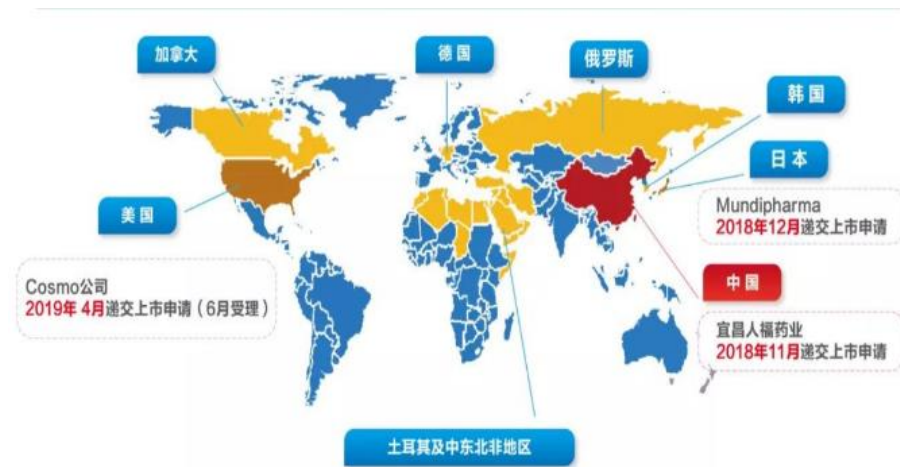 加拿大
德国
俄罗斯
韩国
日本
Mundipharma
2018年12月递交上市申请
美国
Cosmo公司
2019年 4月递交上市申请（6月受理）
中国
宜昌人福药业
2018年11月递交上市申请
土耳其及中东北非地区